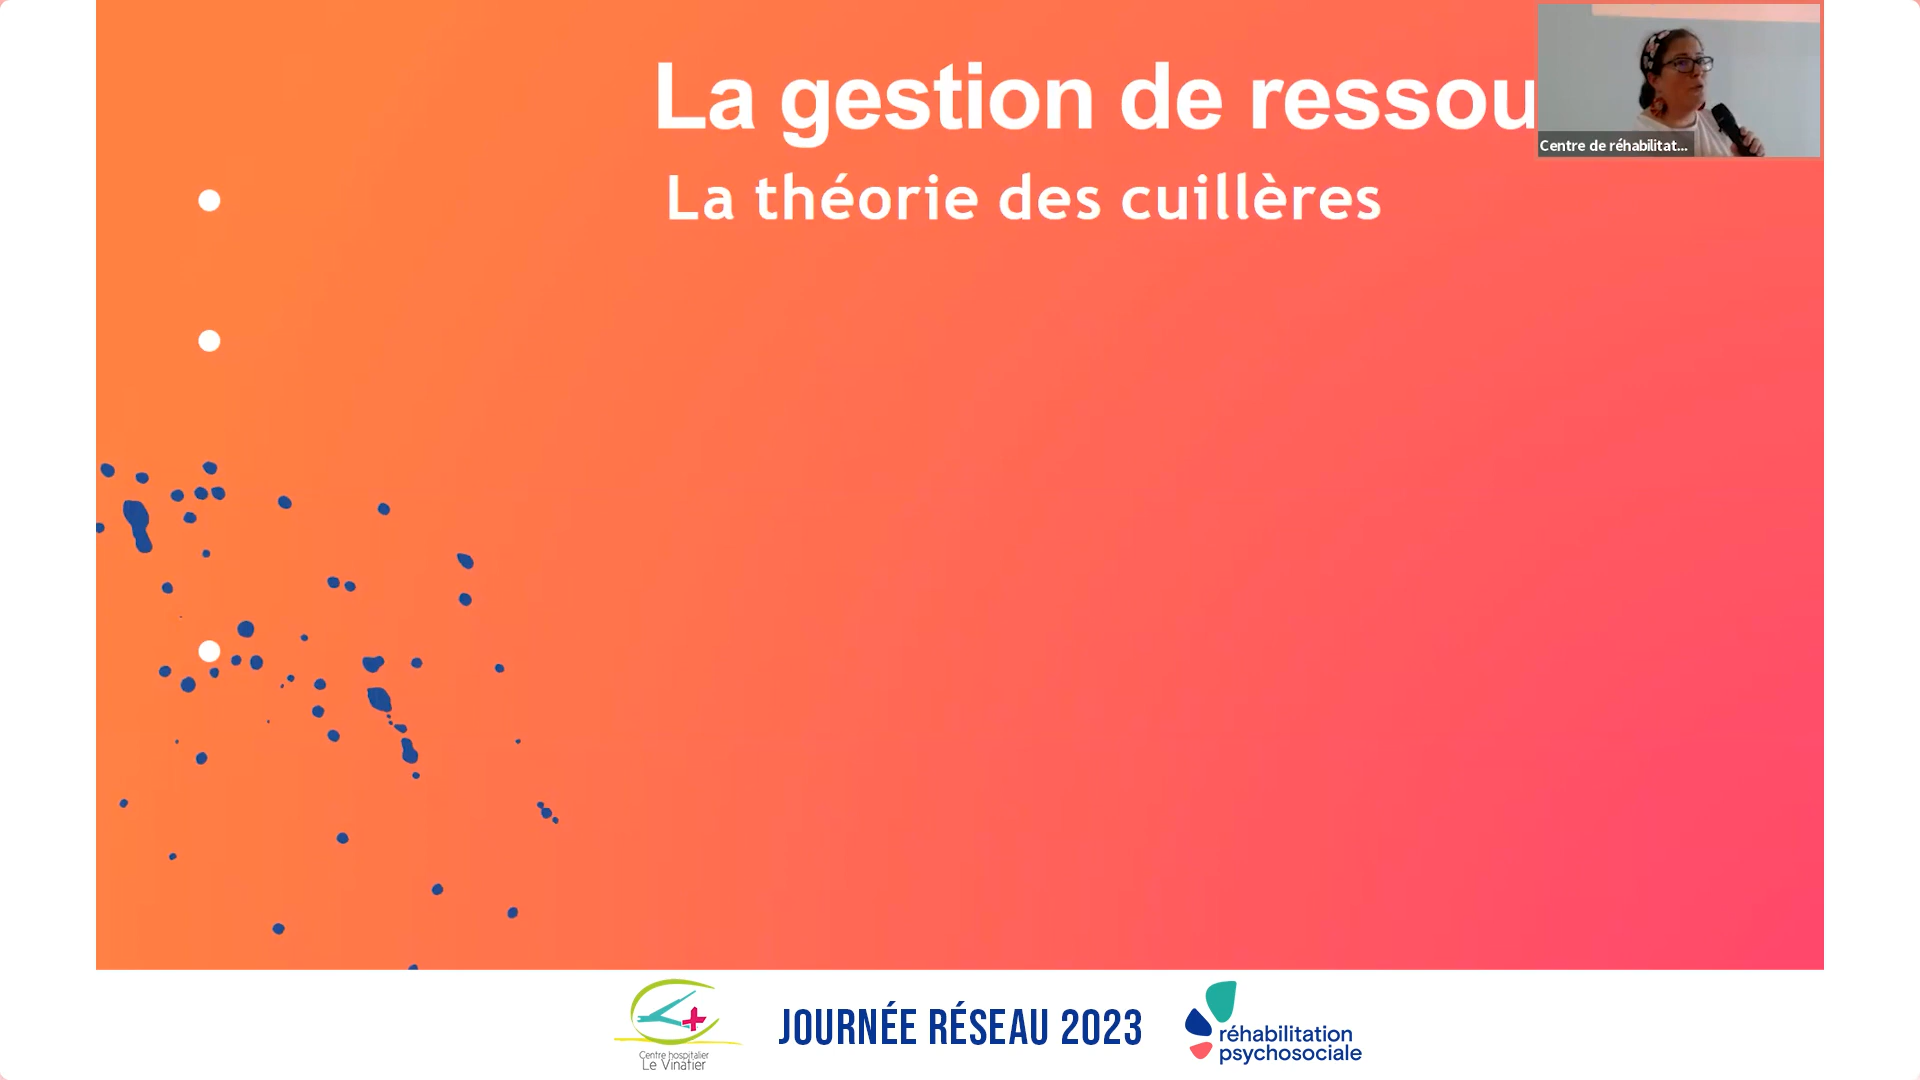 La gestion de ressou
La théorie des cuillères
Centre de réhabilitat...
Centre hospitalier
Le Vinatier
JOURNÉE RÉSEAU 2023
réhabilitation
psychosociale